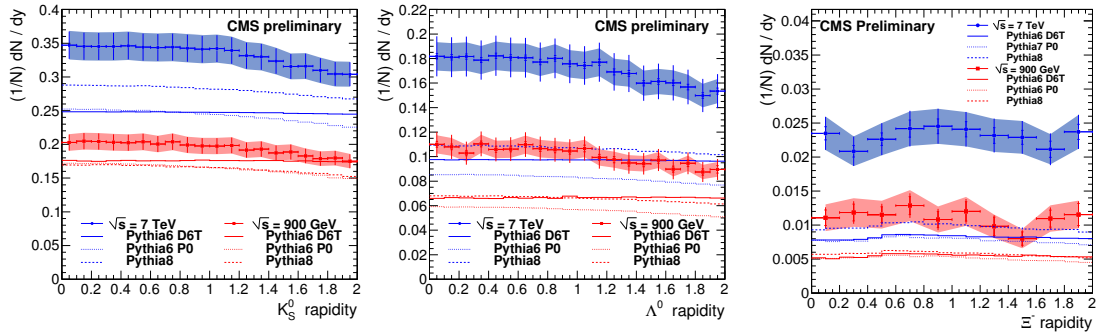 CMS preliminary
(1/N) dN / dy
0.4
0.35
0.3
0.25
0.2
0.15
0.1
0.05
0
√s = 7 TeV
Pythia6 D6T
Pythia6 P0
Pythia8
√s = 900 GeV
Pythia6 D6T
Pythia6 P0
Pythia8
0 0.2 0.4 0.6 0.8 1 1.2 1.4 1.6 1.8 2
K⁰S rapidity
CMS preliminary
(1/N) dN / dy
0.2
0.18
0.16
0.14
0.12
0.1
0.08
0.06
0.04
0.02
0
√s = 7 TeV
Pythia6 D6T
Pythia6 P0
Pythia8
√s = 900 GeV
Pythia6 D6T
Pythia6 P0
Pythia8
0 0.2 0.4 0.6 0.8 1 1.2 1.4 1.6 1.8 2
Λ⁰ rapidity
CMS Preliminary
(1/N) dN / dy
0.04
0.035
0.03
0.025
0.02
0.015
0.01
0.005
0
√s = 7 TeV
Pythia6 D6T
Pythia7 P0
Pythia8
√s = 900 GeV
Pythia6 D6T
Pythia6 P0
Pythia8
0 0.2 0.4 0.6 0.8 1 1.2 1.4 1.6 1.8 2
Ξ⁻ rapidity